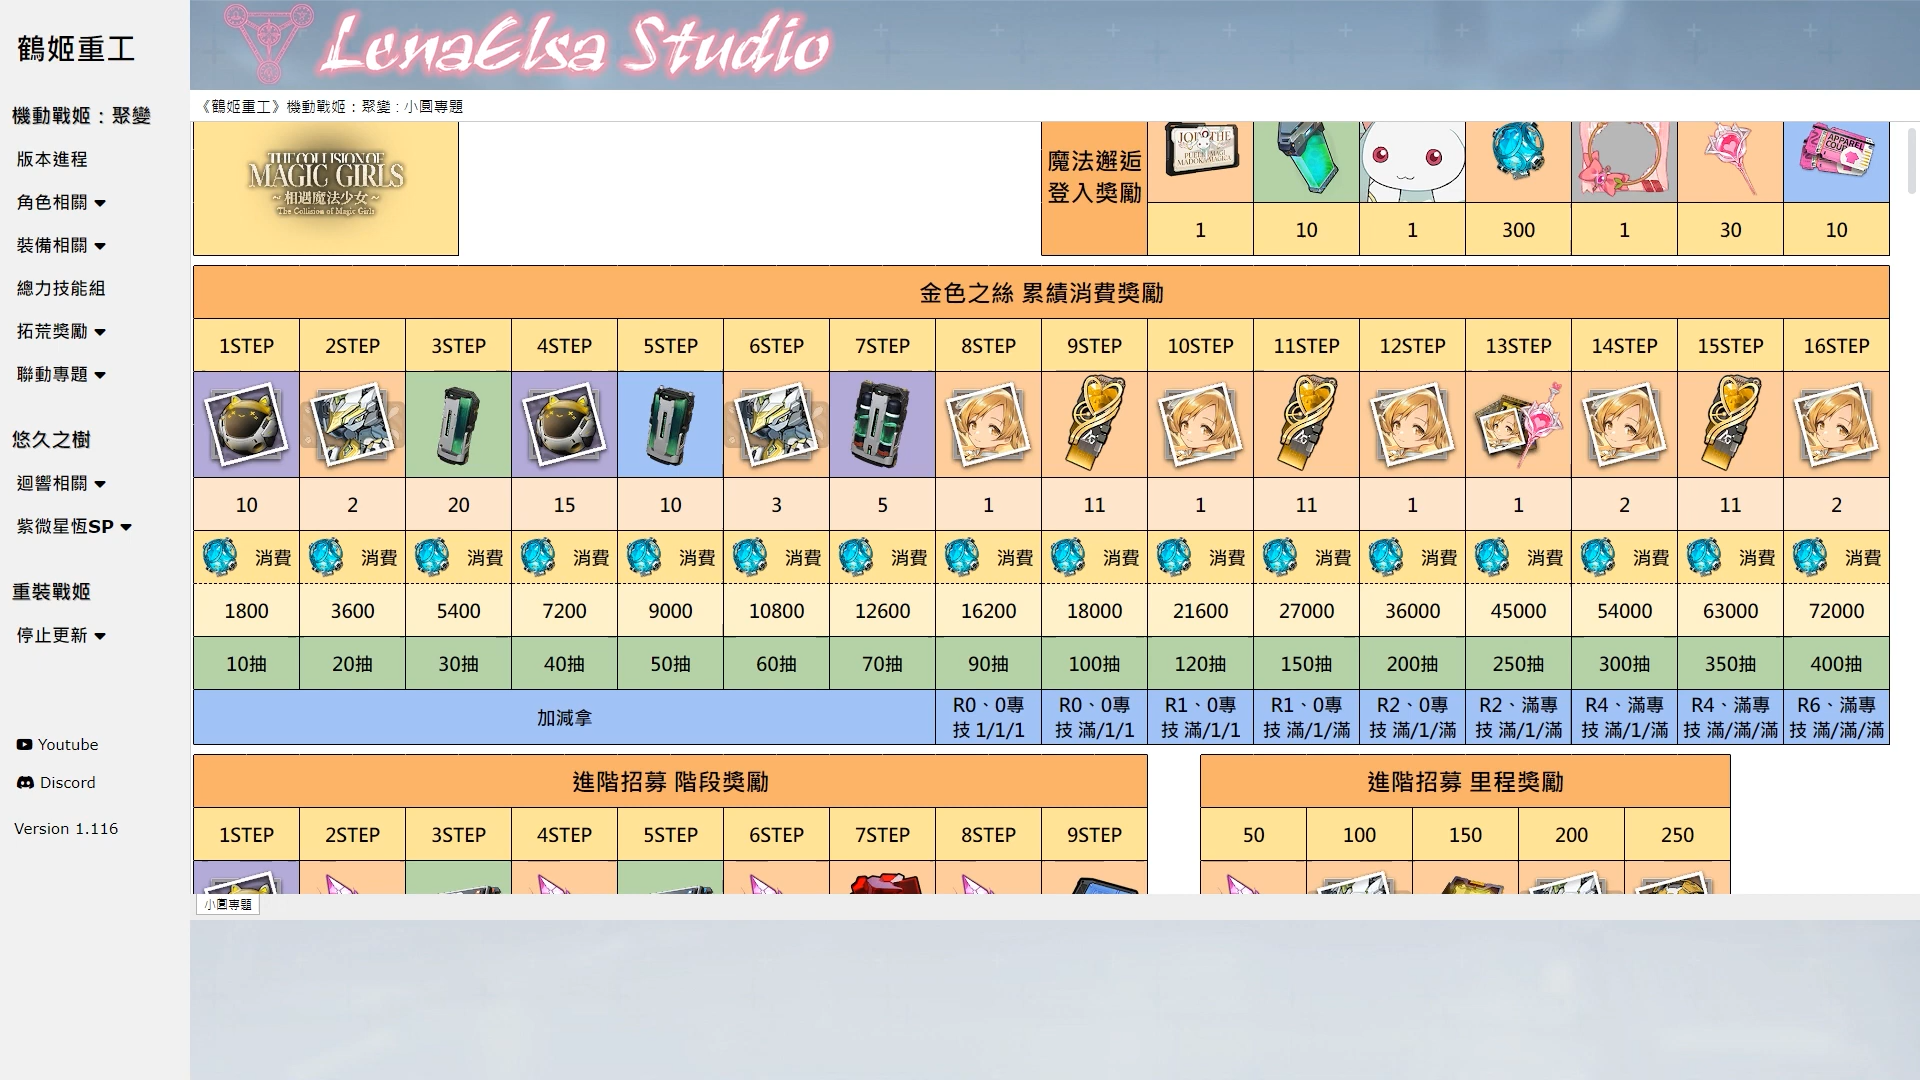 鶴姬重工
機動戰姬：聚變
版本進程
角色相關
裝備相關
總力技能組
拓荒獎勵
聯動專題
悠久之樹
迴響相關
紫微星恆SP
重裝戰姬
停止更新
Youtube
Discord
Version 1.116
LenaElsa Studio
《鶴姬重工》機動戰姬：聚變 : 小圓專題
THE COLLISION OF
MAGIC GIRLS
~ 相遇魔法少女 ~
The Collision of Magic Girls
魔法邂逅
登入獎勵
1 10 1 300 1 30 10
金色之絲 累績消費獎勵
1STEP 2STEP 3STEP 4STEP 5STEP 6STEP 7STEP 8STEP 9STEP 10STEP 11STEP 12STEP 13STEP 14STEP 15STEP 16STEP
10 2 20 15 10 3 5 1 11 1 11 1 1 2 11 2
消費 消費 消費 消費 消費 消費 消費 消費 消費 消費 消費 消費 消費 消費 消費 消費
1800 3600 5400 7200 9000 10800 12600 16200 18000 21600 27000 36000 45000 54000 63000 72000
10抽 20抽 30抽 40抽 50抽 60抽 70抽 90抽 100抽 120抽 150抽 200抽 250抽 300抽 350抽 400抽
加減拿
R0、0專 R0、0專 R1、0專 R1、0專 R2、0專 R2、滿專 R4、滿專 R4、滿專 R6、滿專
技 1/1/1 技 滿/1/1 技 滿/1/1 技 滿/1/滿 技 滿/1/滿 技 滿/1/滿 技 滿/1/滿 技 滿/滿/滿 技 滿/滿/滿
進階招募 階段獎勵
1STEP 2STEP 3STEP 4STEP 5STEP 6STEP 7STEP 8STEP 9STEP
進階招募 里程獎勵
50 100 150 200 250
小圓專題